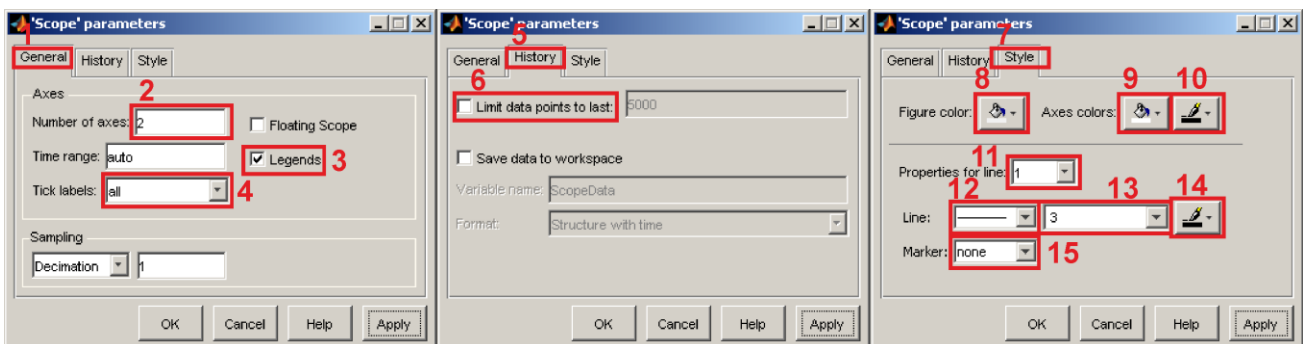 'Scope' parameters
1
General History Style
Axes
2
Number of axes: 2
Floating Scope
Time range: auto
Legends 3
Tick labels: all 4
Sampling
Decimation 1
OK Cancel Help Apply
'Scope' parameters
5
General History Style
6
Limit data points to last: 5000
Save data to workspace
Variable name: ScopeData
Format: Structure with time
OK Cancel Help Apply
'Scope' parameters
7
General History Style
8 9 10
Figure color: Axes colors:
11
Properties for line: 1
12 13 14
Line: 3
Marker: none 15
OK Cancel Help Apply